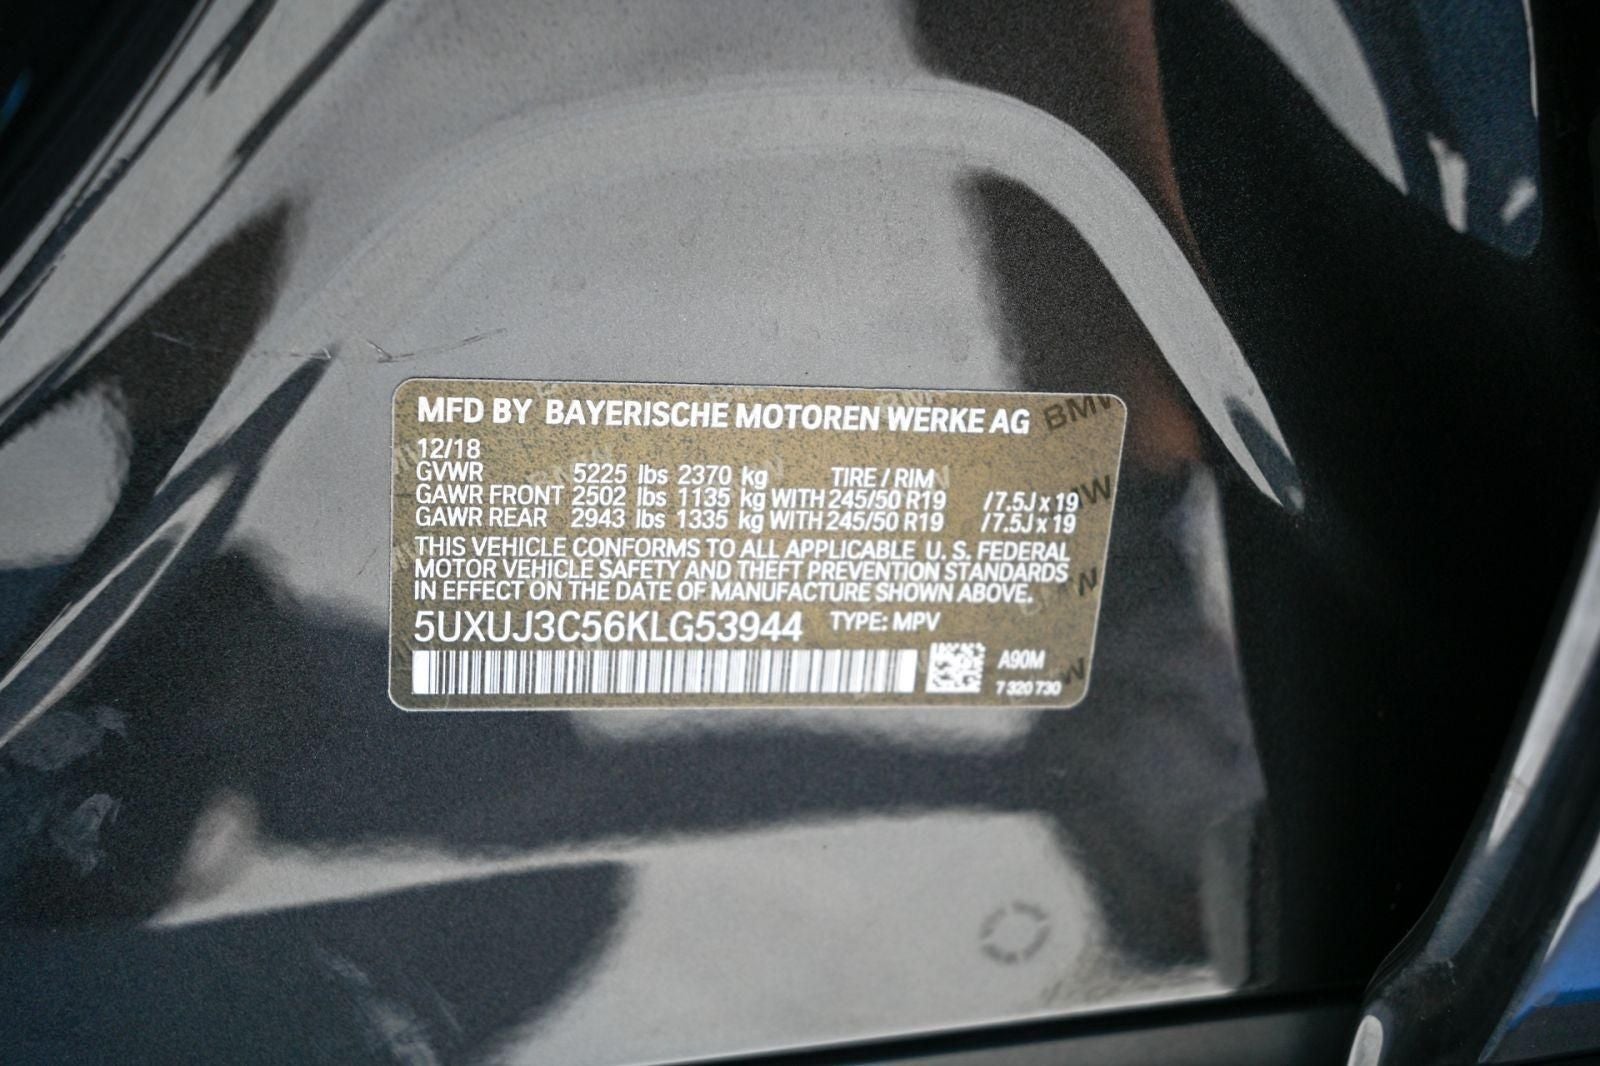 MFD BY BAYERISCHE MOTOREN WERKE AG
12/18
GVWR 5225 lbs 2370 kg TIRE / RIM
GAWR FRONT 2502 lbs 1135 kg WITH 245/50 R19 /7.5J x 19
GAWR REAR 2943 lbs 1335 kg WITH 245/50 R19 /7.5J x 19
THIS VEHICLE CONFORMS TO ALL APPLICABLE U. S. FEDERAL
MOTOR VEHICLE SAFETY AND THEFT PREVENTION STANDARDS
IN EFFECT ON THE DATE OF MANUFACTURE SHOWN ABOVE.
5UXUJ3C56KLG53944 TYPE: MPV
A90M
7 320 730
BMW